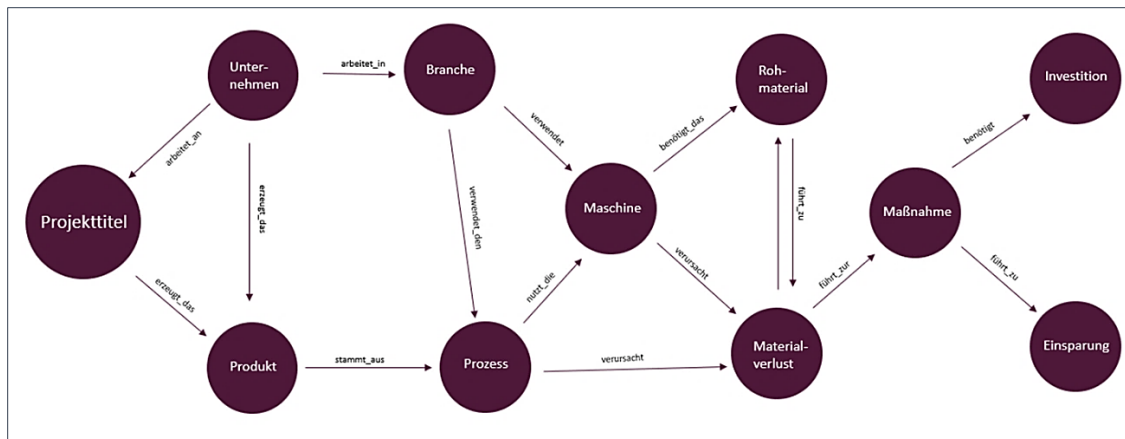 Unter-
nehmen
arbeitet_in
Branche
Roh-
material
Investition
arbeitet_an
erzeugt_das
verwendet
verwendet_den
benötigt_das
führt_zu
benötigt
Projekttitel
Maschine
Maßnahme
erzeugt_das
nutzt_die
verursacht
führt_zur
führt_zu
Produkt
stammt_aus
Prozess
verursacht
Material-
verlust
Einsparung